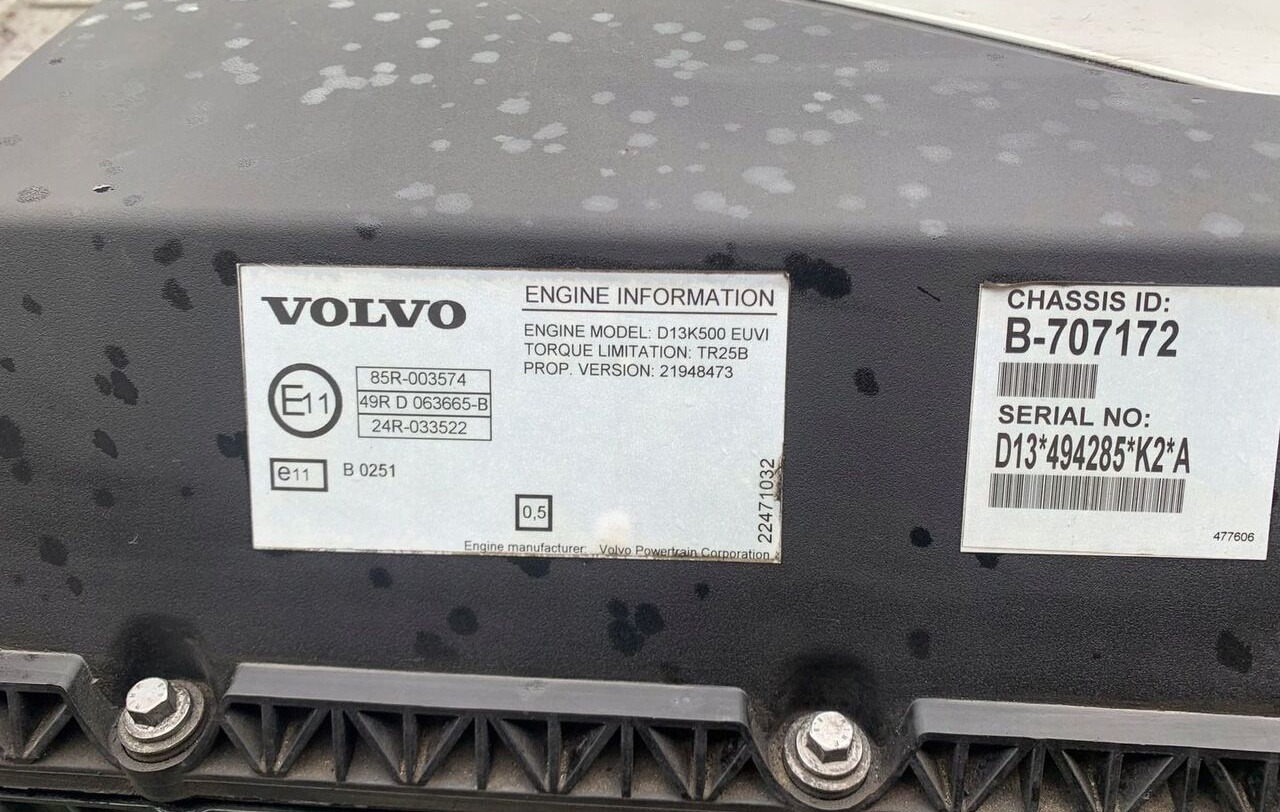 VOLVO
ENGINE INFORMATION
ENGINE MODEL: D13K500 EUVI
TORQUE LIMITATION: TR25B
PROP. VERSION: 21948473
E11
85R-003574
49R D 063665-B
24R-033522
e11
B 0251
0,5
22471032
Engine manufacturer: Volvo Powertrain Corporation
CHASSIS ID:
B-707172
SERIAL NO:
D13*494285*K2*A
477606